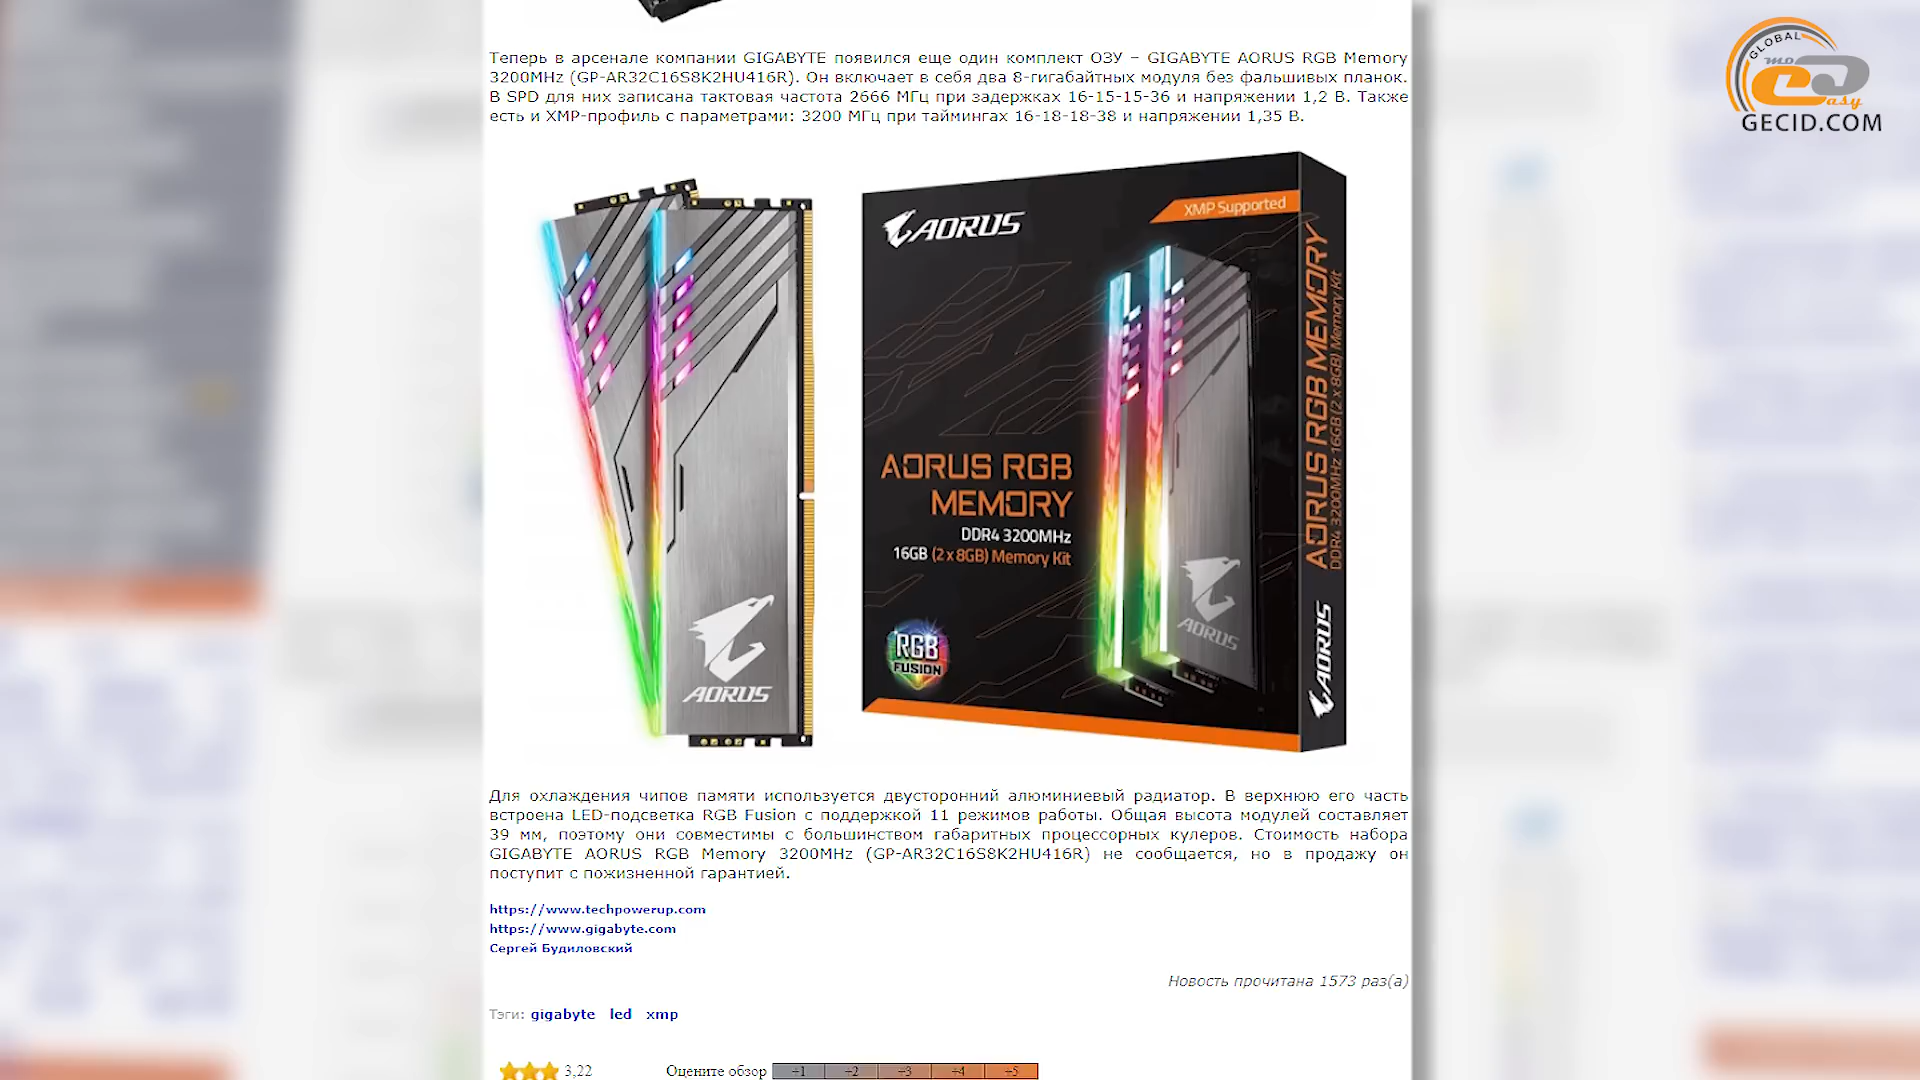 Теперь в арсенале компании GIGABYTE появился еще один комплект ОЗУ – GIGABYTE AORUS RGB Memory
3200MHz (GP-AR32C16S8K2HU416R). Он включает в себя два 8-гигабайтных модуля без фальшивых планок.
В SPD для них записана тактовая частота 2666 МГц при задержках 16-15-15-36 и напряжении 1,2 В. Также
есть и XMP-профиль с параметрами: 3200 МГц при таймингах 16-18-18-38 и напряжении 1,35 В.
GLOBAL
easy
GECID.COM
AORUS
XMP Supported
AORUS RGB
MEMORY
DDR4 3200MHz
16GB (2 x 8GB) Memory Kit
RGB
FUSION
AORUS
AORUS
AORUS RGB MEMORY
DDR4 3200MHz 16GB (2 x 8GB) Memory Kit
AORUS
Для охлаждения чипов памяти используется двусторонний алюминиевый радиатор. В верхнюю его часть
встроена LED-подсветка RGB Fusion с поддержкой 11 режимов работы. Общая высота модулей составляет
39 мм, поэтому они совместимы с большинством габаритных процессорных кулеров. Стоимость набора
GIGABYTE AORUS RGB Memory 3200MHz (GP-AR32C16S8K2HU416R) не сообщается, но в продажу он
поступит с пожизненной гарантией.
https://www.techpowerup.com
https://www.gigabyte.com
Сергей Будиловский
Новость прочитана 1573 раз(а)
Тэги: gigabyte led xmp
3,22 Оцените обзор +1 +2 +3 +4 +5